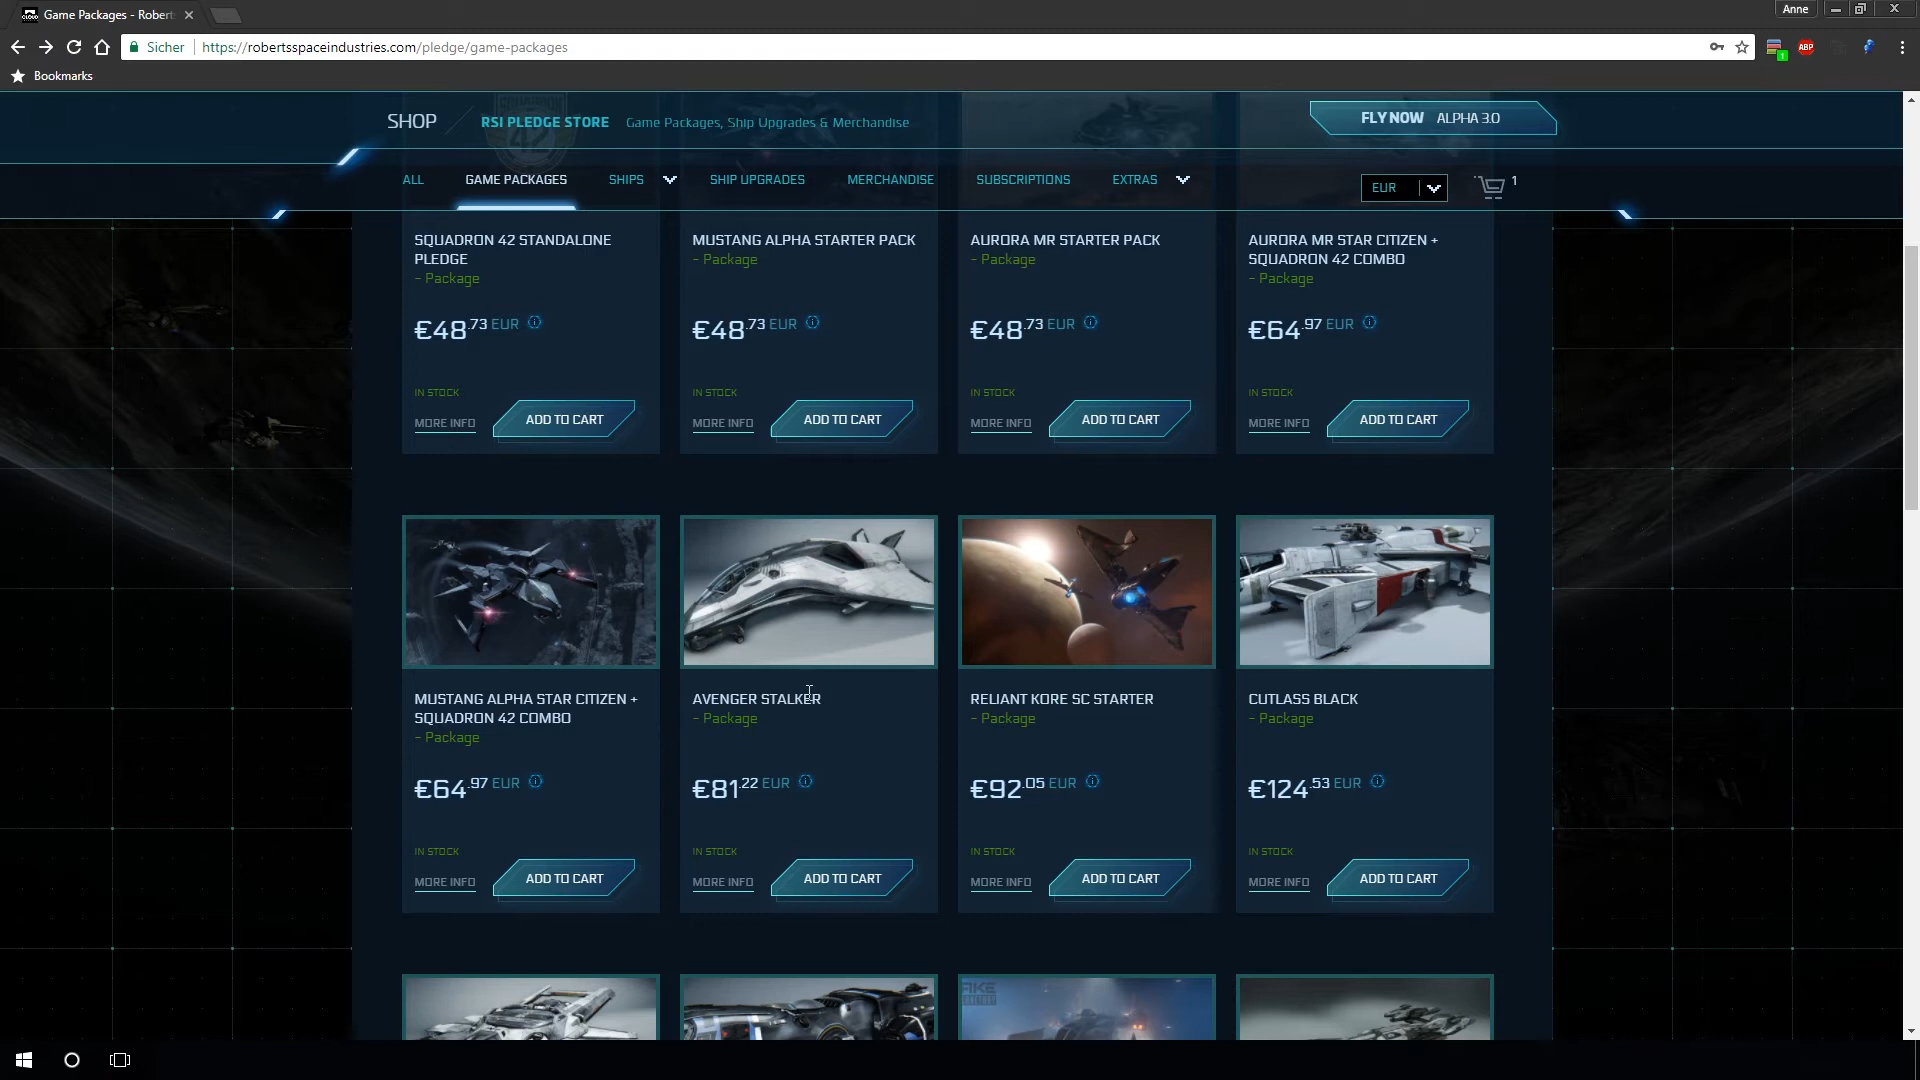 Game Packages - Robert
Anne
Sicher
https://robertsspaceindustries.com/pledge/game-packages
ABP
1
Bookmarks
SHOP
RSI PLEDGE STORE
Game Packages, Ship Upgrades & Merchandise
FLY NOW ALPHA 3.0
ALL
GAME PACKAGES
SHIPS
SHIP UPGRADES
MERCHANDISE
SUBSCRIPTIONS
EXTRAS
EUR
1
SQUADRON 42 STANDALONE
PLEDGE
- Package
€48.73 EUR
IN STOCK
MORE INFO
ADD TO CART
MUSTANG ALPHA STARTER PACK
- Package
€48.73 EUR
IN STOCK
MORE INFO
ADD TO CART
AURORA MR STARTER PACK
- Package
€48.73 EUR
IN STOCK
MORE INFO
ADD TO CART
AURORA MR STAR CITIZEN +
SQUADRON 42 COMBO
- Package
€64.97 EUR
IN STOCK
MORE INFO
ADD TO CART
MUSTANG ALPHA STAR CITIZEN +
SQUADRON 42 COMBO
- Package
€64.97 EUR
IN STOCK
MORE INFO
ADD TO CART
AVENGER STALKER
- Package
€81.22 EUR
IN STOCK
MORE INFO
ADD TO CART
RELIANT KORE SC STARTER
- Package
€92.05 EUR
IN STOCK
MORE INFO
ADD TO CART
CUTLASS BLACK
- Package
€124.53 EUR
IN STOCK
MORE INFO
ADD TO CART